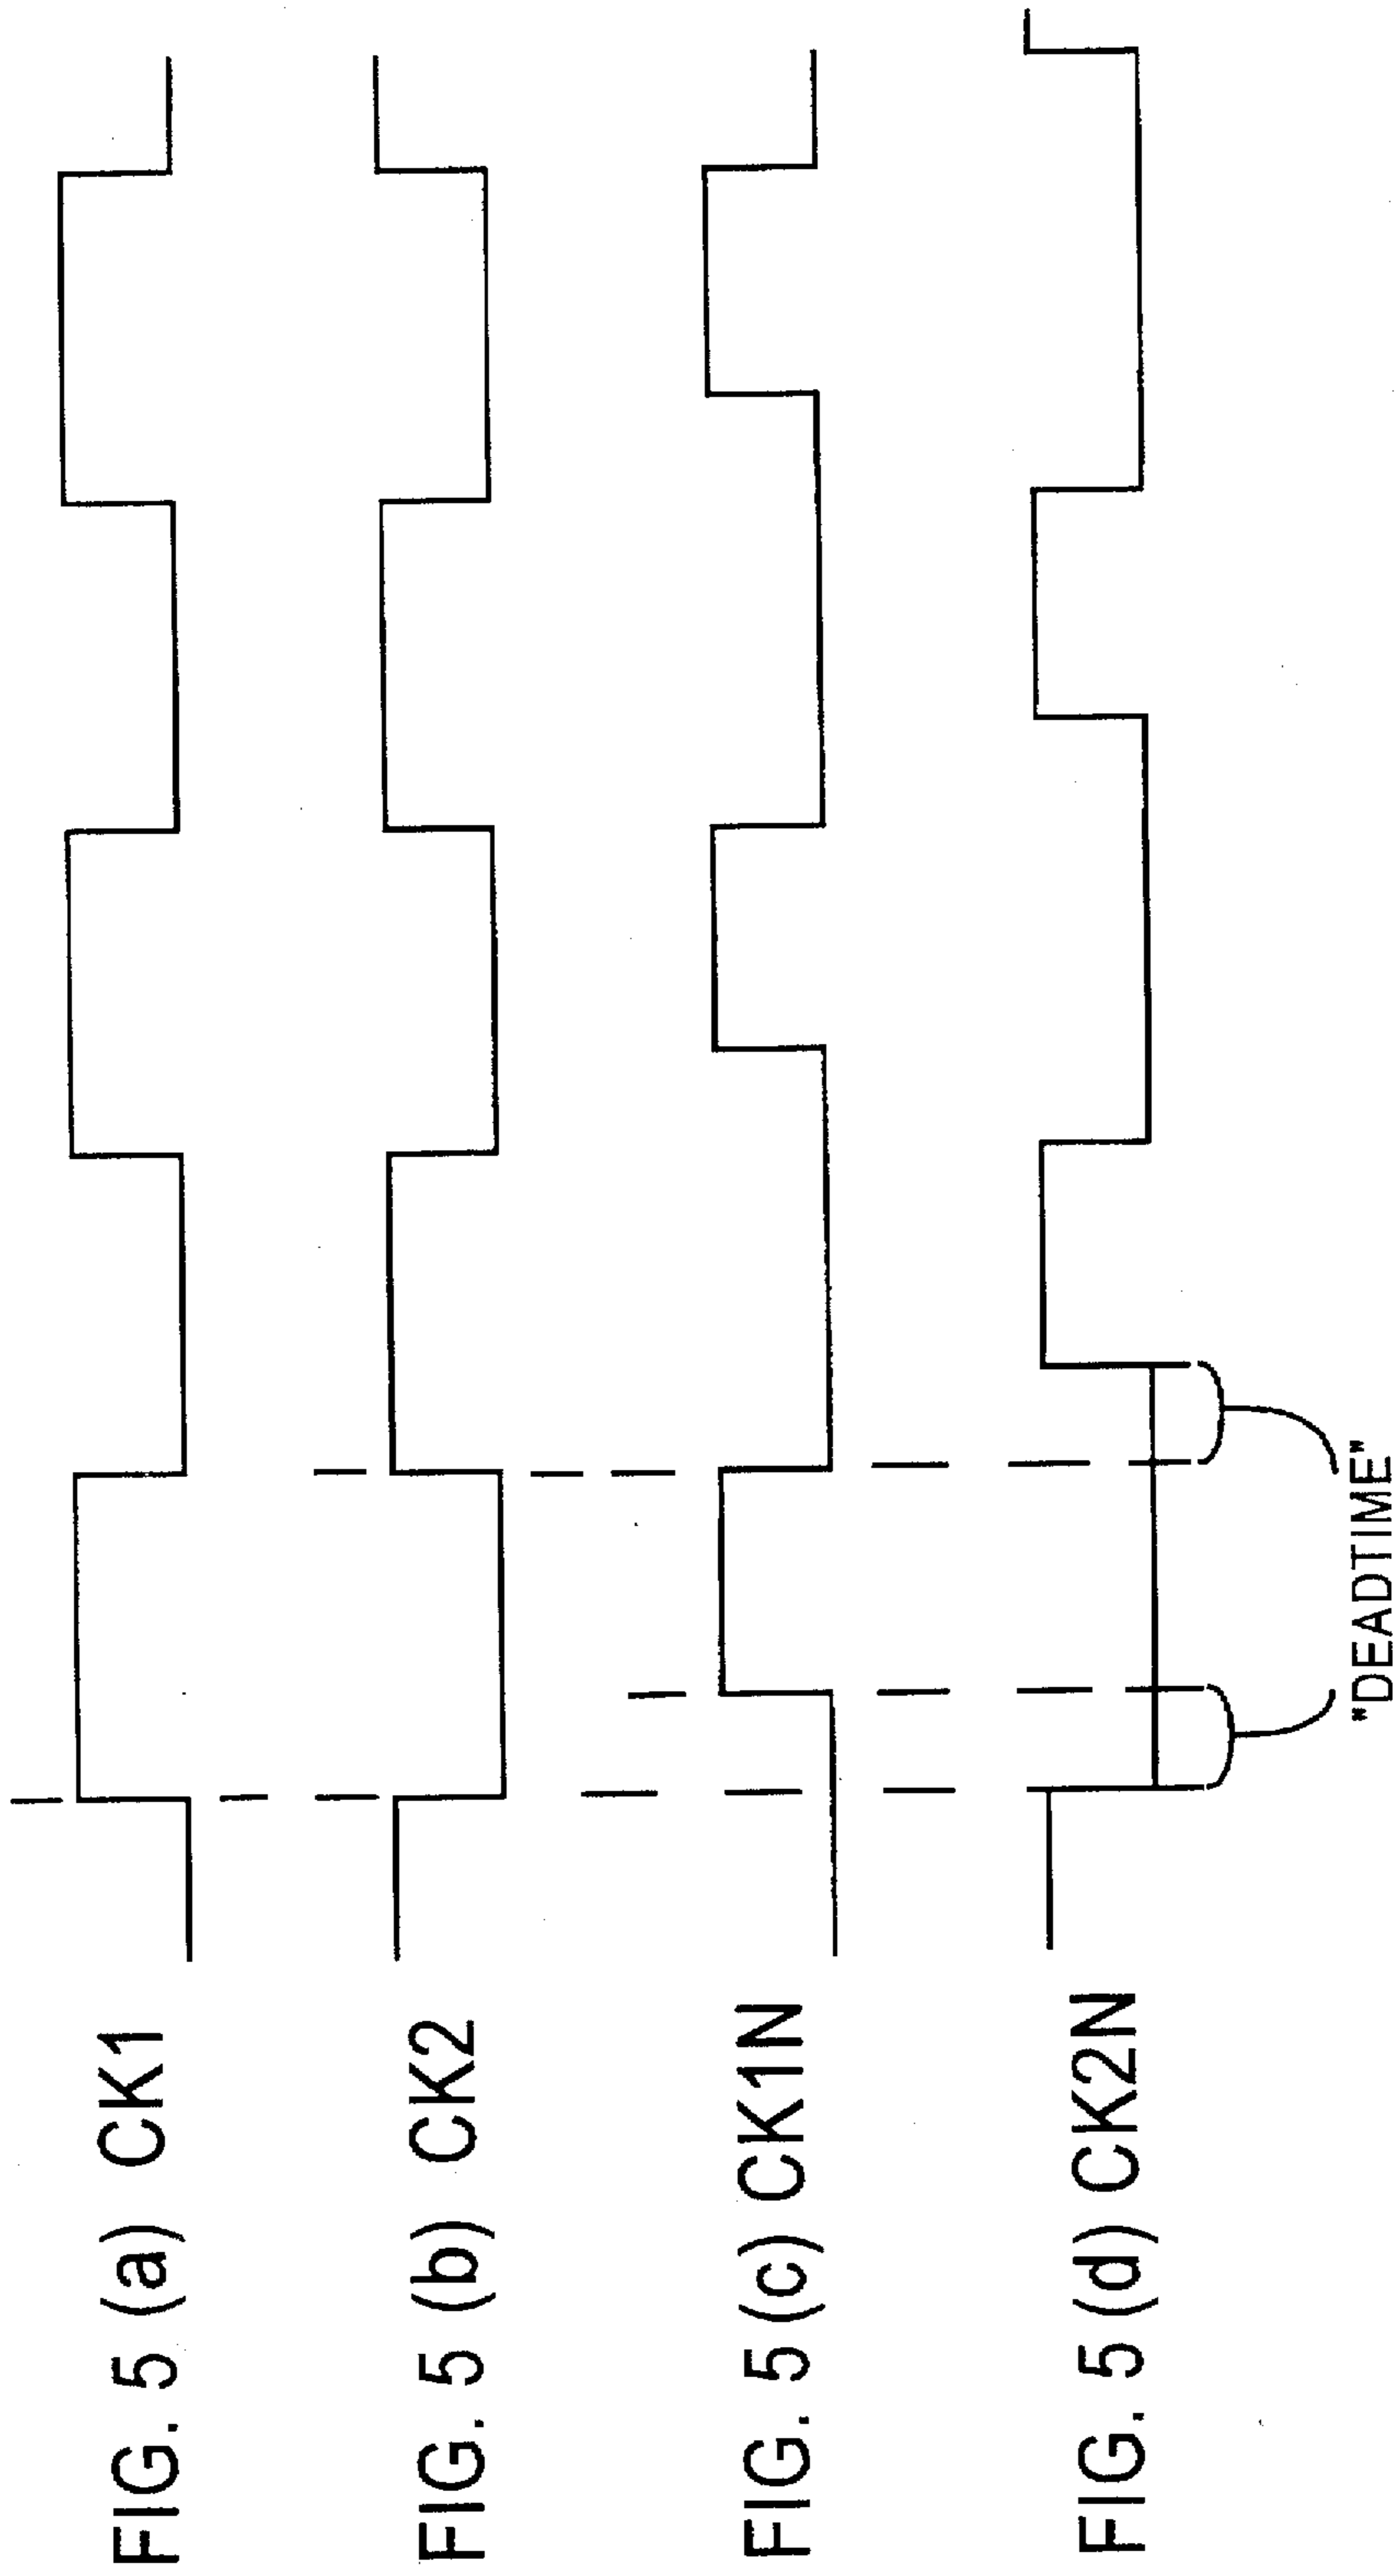 FIG. 5 (a) CK1
FIG. 5 (b) CK2
FIG. 5 (c) CK1N
FIG. 5 (d) CK2N
"DEADTIME"